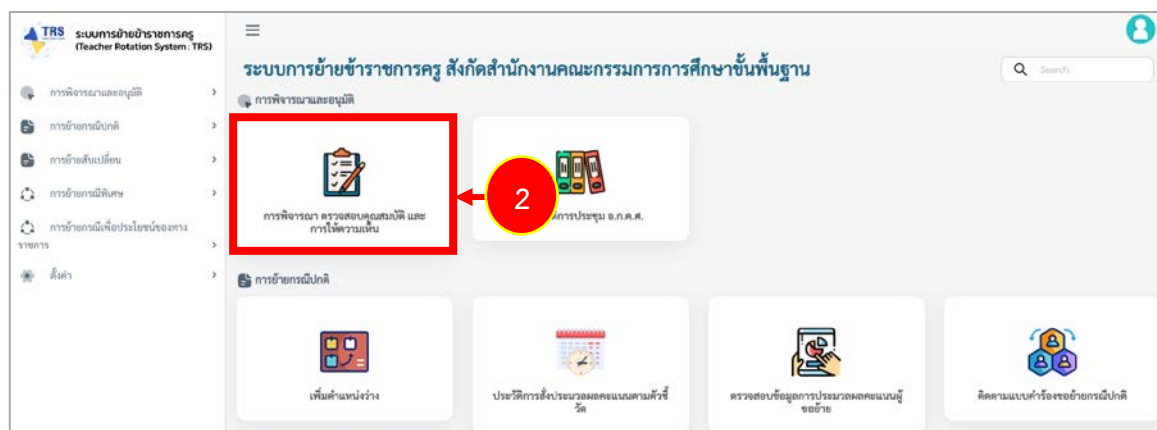 TRS ระบบการย้ายข้าราชการครู
(Teacher Rotation System : TRS)
ระบบการย้ายข้าราชการครู สังกัดสำนักงานคณะกรรมการการศึกษาขั้นพื้นฐาน
Search
การพิจารณาและอนุมัติ
การย้ายกรณีปกติ
การย้ายสับเปลี่ยน
การย้ายกรณีพิเศษ
การย้ายกรณีเพื่อประโยชน์ของทาง
ราชการ
ตั้งค่า
การพิจารณาและอนุมัติ
การพิจารณา ตรวจสอบคุณสมบัติ และ
การให้ความเห็น
2
การประชุม อ.ก.ค.ศ.
การย้ายกรณีปกติ
เพิ่มตำแหน่งว่าง
ประวัติการสั่งประมวลผลคะแนนตามตัวชี้
วัด
ตรวจสอบข้อมูลการประมวลผลคะแนนผู้
ขอย้าย
ติดตามแบบคำร้องขอย้ายกรณีปกติ